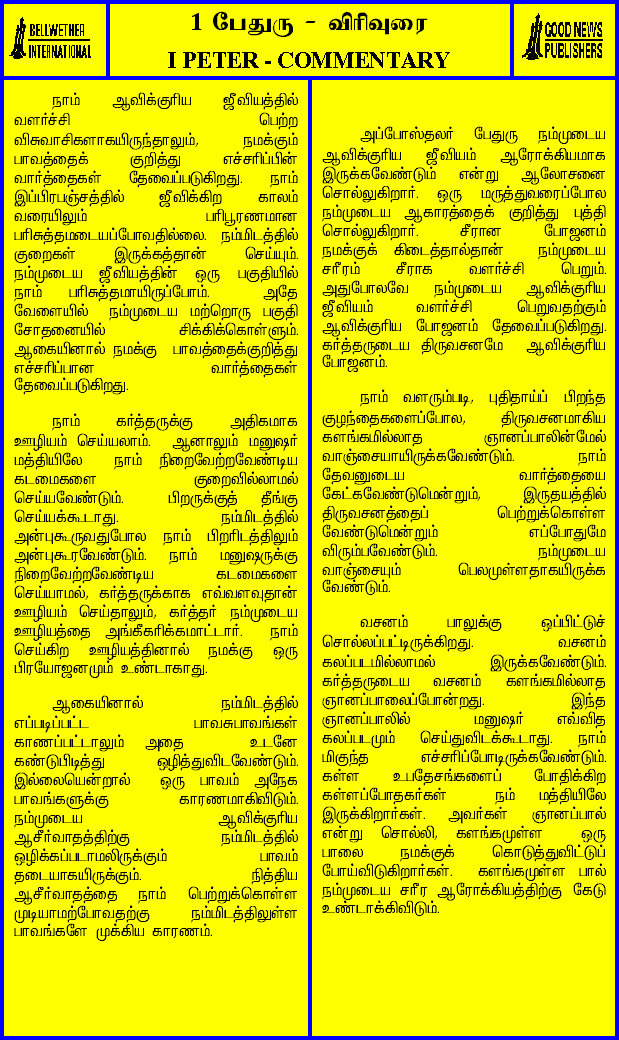 BELLWETHER
INTERNATIONAL
1 பேதுரு - விரிவுரை
I PETER - COMMENTARY
GOOD NEWS
PUBLISHERS
நாம் ஆவிக்குரிய ஜீவியத்தில்
வளர்ச்சி பெற்ற
விசுவாசிகளாகயிருந்தாலும், நமக்கும்
பாவத்தைக் குறித்து எச்சரிப்பின்
வார்த்தைகள் தேவைப்படுகிறது. நாம்
இப்பிரபஞ்சத்தில் ஜீவிக்கிற காலம்
வரையிலும் பரிபூரணமான
பரிசுத்தமடையப்போவதில்லை. நம்மிடத்தில்
குறைகள் இருக்கத்தான் செய்யும்.
நம்முடைய ஜீவியத்தின் ஒரு பகுதியில்
நாம் பரிசுத்தமாயிருப்போம். அதே
வேளையில் நம்முடைய மற்றொரு பகுதி
சோதனையில் சிக்கிக்கொள்ளும்.
ஆகையினால் நமக்கு பாவத்தைக்குறித்து
எச்சரிப்பான வார்த்தைகள்
தேவைப்படுகிறது.
நாம் கர்த்தருக்கு அதிகமாக
ஊழியம் செய்யலாம். ஆனாலும் மனுஷர்
மத்தியிலே நாம் நிறைவேற்றவேண்டிய
கடமைகளை குறைவில்லாமல்
செய்யவேண்டும். பிறருக்குத் தீங்கு
செய்யக்கூடாது. நம்மிடத்தில்
அன்புகூருவதுபோல நாம் பிறரிடத்திலும்
அன்புகூரவேண்டும். நாம் மனுஷருக்கு
நிறைவேற்றவேண்டிய கடமைகளை
செய்யாமல், கர்த்தருக்காக எவ்வளவுதான்
ஊழியம் செய்தாலும், கர்த்தர் நம்முடைய
ஊழியத்தை அங்கீகரிக்கமாட்டார். நாம்
செய்கிற ஊழியத்தினால் நமக்கு ஒரு
பிரயோஜனமும் உண்டாகாது.
ஆகையினால் நம்மிடத்தில்
எப்படிப்பட்ட பாவசுபாவங்கள்
காணப்பட்டாலும் அதை உடனே
கண்டுபிடித்து ஒழித்துவிடவேண்டும்.
இல்லையென்றால் ஒரு பாவம் அநேக
பாவங்களுக்கு காரணமாகிவிடும்.
நம்முடைய ஆவிக்குரிய
ஆசீர்வாதத்திற்கு நம்மிடத்தில்
ஒழிக்கப்படாமலிருக்கும் பாவம்
தடையாகயிருக்கும். நித்திய
ஆசீர்வாதத்தை நாம் பெற்றுக்கொள்ள
முடியாமற்போவதற்கு நம்மிடத்திலுள்ள
பாவங்களே முக்கிய காரணம்.
அப்போஸ்தலர் பேதுரு நம்முடைய
ஆவிக்குரிய ஜீவியம் ஆரோக்கியமாக
இருக்கவேண்டும் என்று ஆலோசனை
சொல்லுகிறார். ஒரு மருத்துவரைப்போல
நம்முடைய ஆகாரத்தைக் குறித்து புத்தி
சொல்லுகிறார். சீரான போஜனம்
நமக்குக் கிடைத்தால்தான் நம்முடைய
சரீரம் சீராக வளர்ச்சி பெறும்.
அதுபோலவே நம்முடைய ஆவிக்குரிய
ஜீவியம் வளர்ச்சி பெறுவதற்கும்
ஆவிக்குரிய போஜனம் தேவைப்படுகிறது.
கர்த்தருடைய திருவசனமே ஆவிக்குரிய
போஜனம்.
நாம் வளரும்படி, புதிதாய்ப் பிறந்த
குழந்தைகளைப்போல, திருவசனமாகிய
களங்கமில்லாத ஞானப்பாலின்மேல்
வாஞ்சையாயிருக்கவேண்டும். நாம்
தேவனுடைய வார்த்தையை
கேட்கவேண்டுமென்றும், இருதயத்தில்
திருவசனத்தைப் பெற்றுக்கொள்ள
வேண்டுமென்றும் எப்போதுமே
விரும்பவேண்டும். நம்முடைய
வாஞ்சையும் பெலமுள்ளதாகயிருக்க
வேண்டும்.
வசனம் பாலுக்கு ஒப்பிட்டுச்
சொல்லப்பட்டிருக்கிறது. வசனம்
கலப்படமில்லாமல் இருக்கவேண்டும்.
கர்த்தருடைய வசனம் களங்கமில்லாத
ஞானப்பாலைப்போன்றது. இந்த
ஞானப்பாலில் மனுஷர் எவ்வித
கலப்படமும் செய்துவிடக்கூடாது. நாம்
மிகுந்த எச்சரிப்போடிருக்கவேண்டும்.
கள்ள உபதேசங்களைப் போதிக்கிற
கள்ளப்போதகர்கள் நம் மத்தியிலே
இருக்கிறார்கள். அவர்கள் ஞானப்பால்
என்று சொல்லி, களங்கமுள்ள ஒரு
பாலை நமக்குக் கொடுத்துவிட்டுப்
போய்விடுகிறார்கள். களங்கமுள்ள பால்
நம்முடைய சரீர ஆரோக்கியத்திற்கு கேடு
உண்டாக்கிவிடும்.